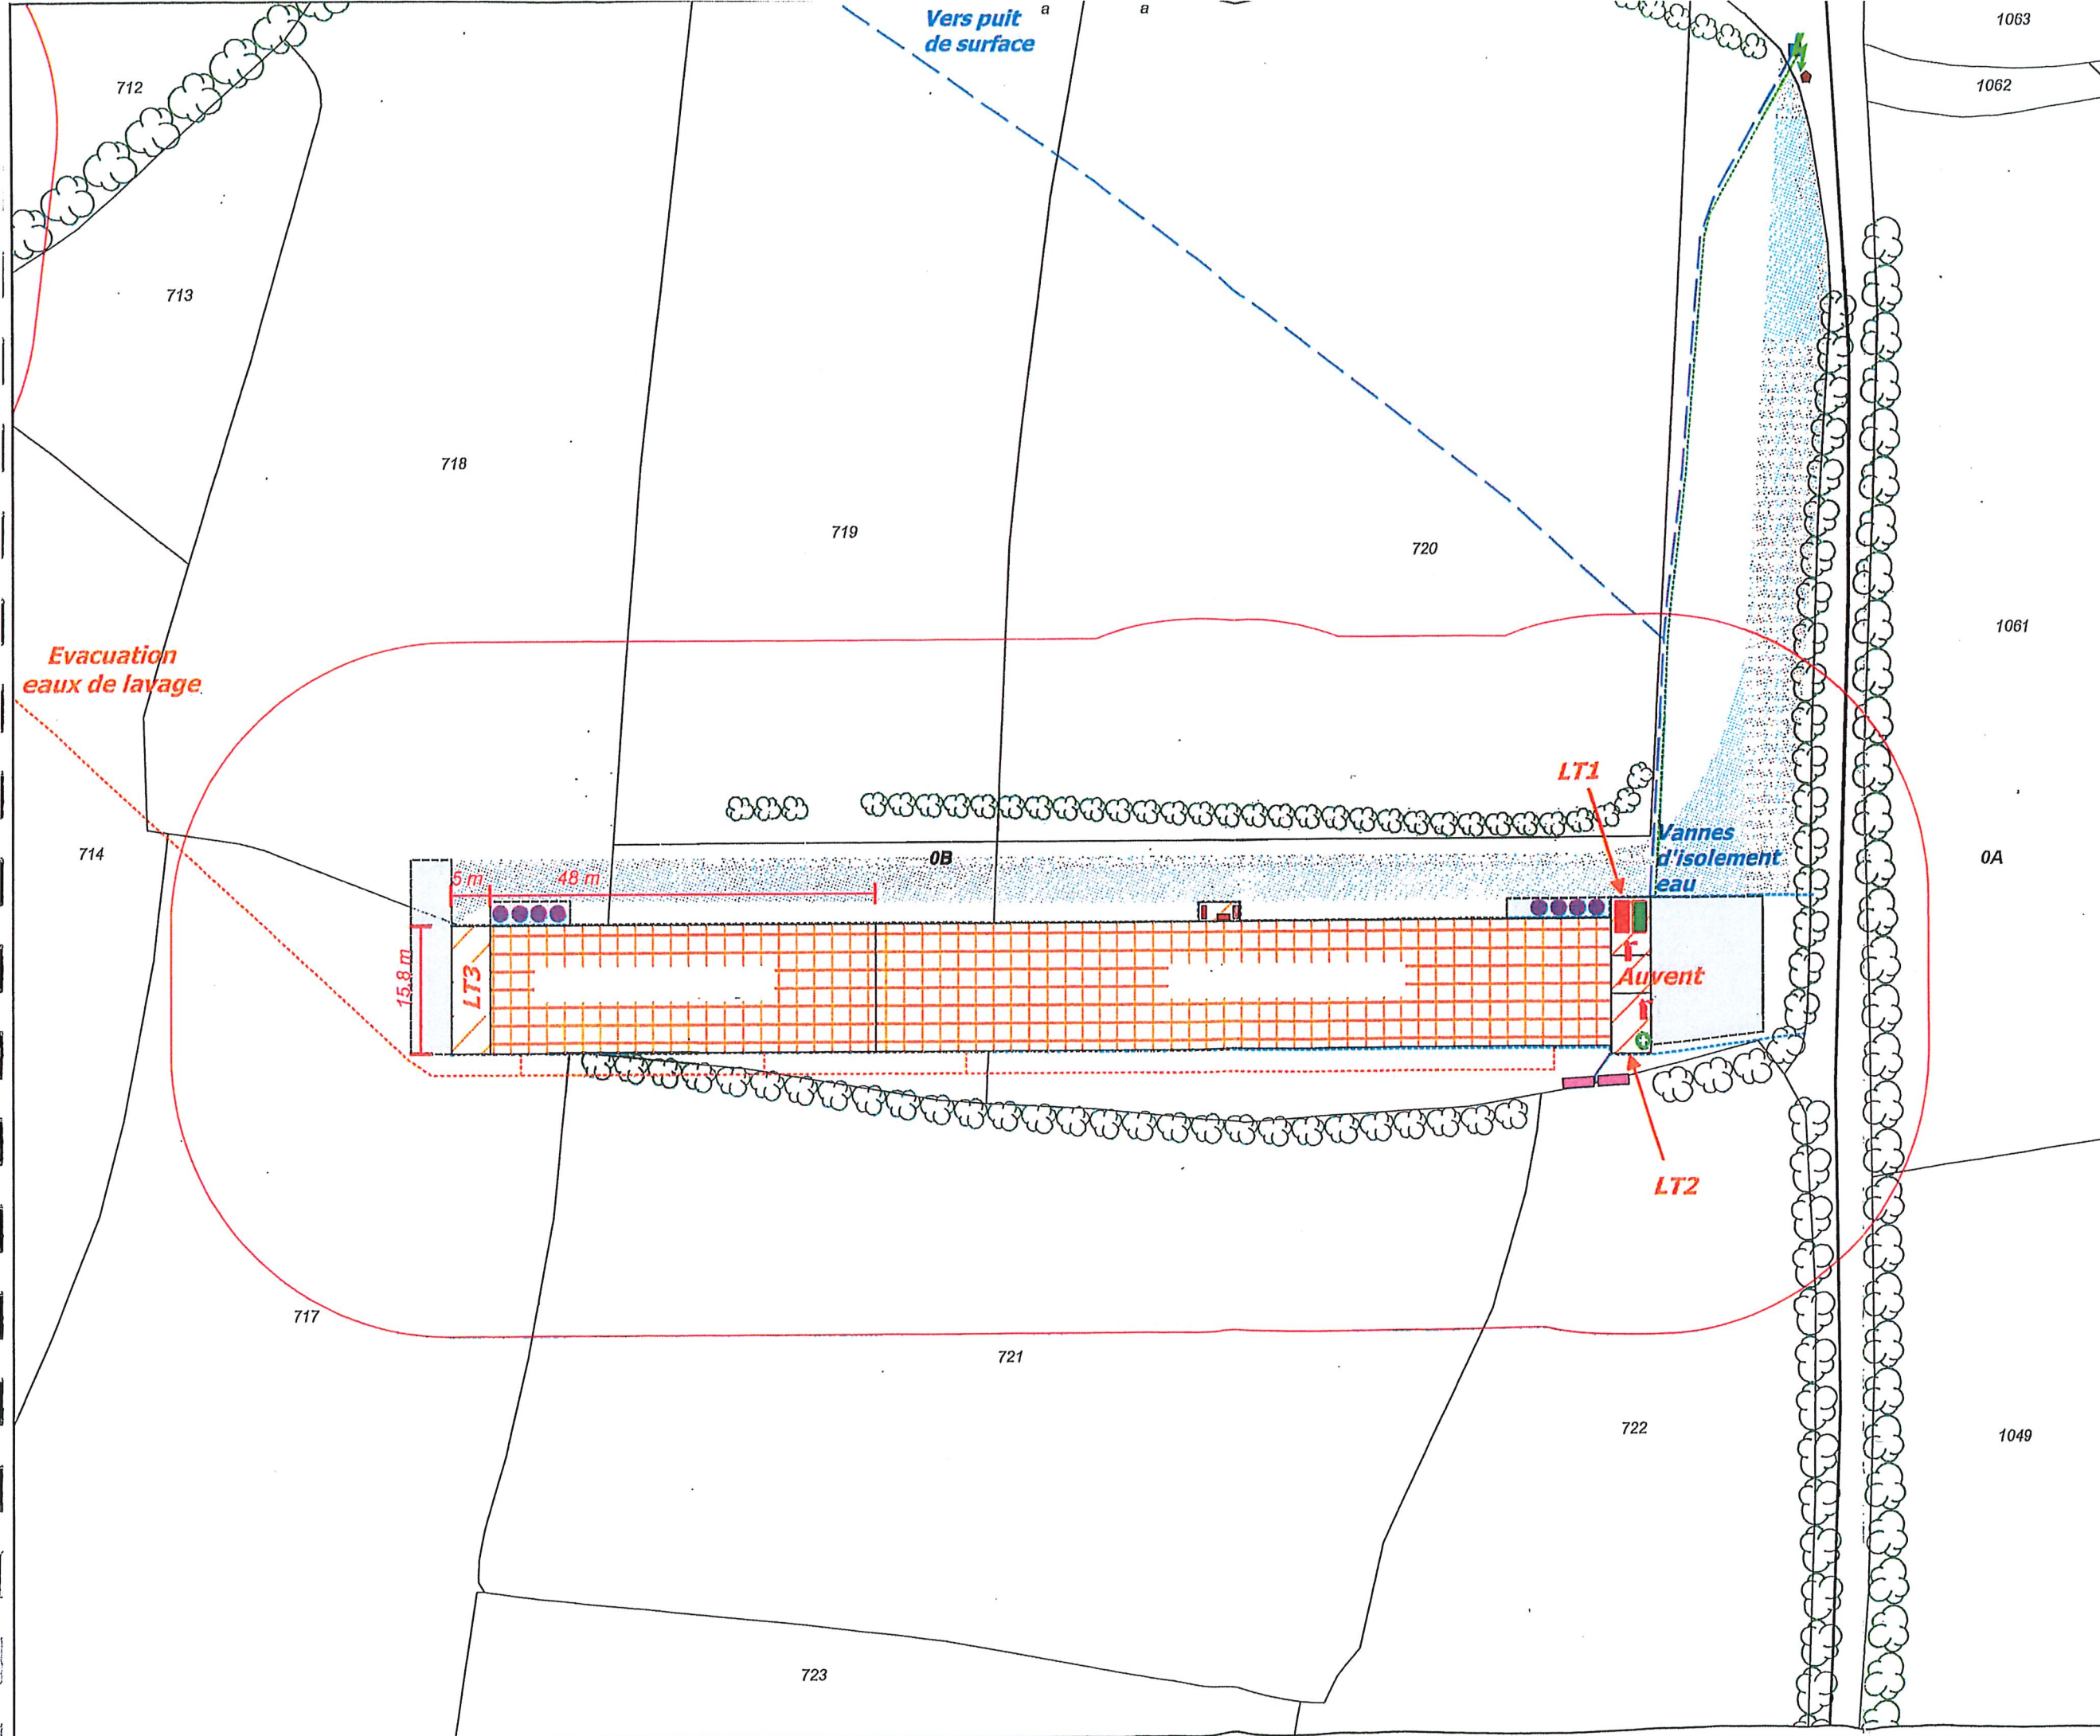 a
a
Vers puit
de surface
1063
1062
712
713
718
719
720
1061
Evacuation
eaux de lavage
LT1
Vannes
d'isolement
eau
714
0B
0A
5 m
48 m
15,8 m
LT3
Auvent
LT2
717
721
722
1049
723